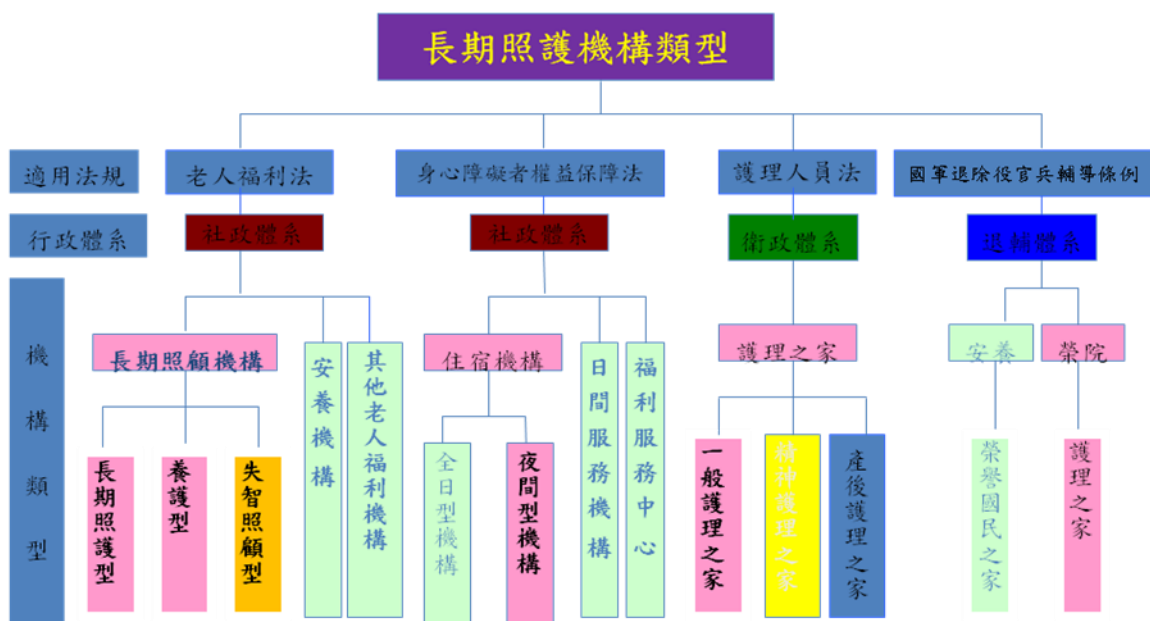 長期照護機構類型
適用法規
老人福利法
身心障礙者權益保障法
護理人員法
國軍退除役官兵輔導條例
行政體系
社政體系
社政體系
衛政體系
退輔體系
機構類型
長期照顧機構
安養機構
其他老人福利機構
住宿機構
日間服務機構
福利服務中心
護理之家
安養
榮院
長期照護型
養護型
失智照顧型
全日型機構
夜間型機構
一般護理之家
精神護理之家
產後護理之家
榮譽國民之家
護理之家